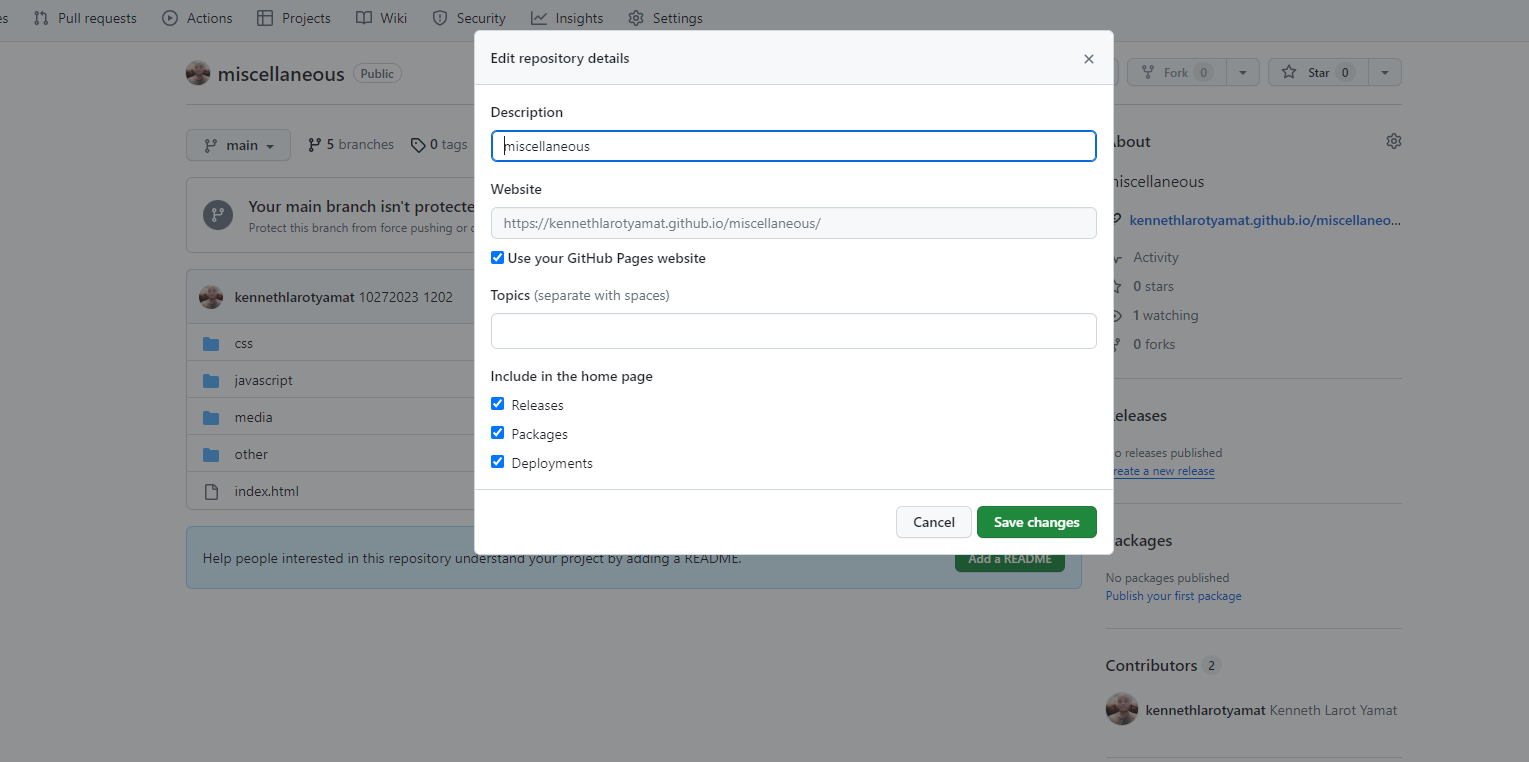 es Pull requests Actions Projects Wiki Security Insights Settings
miscellaneous Public
Fork 0 Star 0
main 5 branches 0 tags
Your main branch isn't protecte
Protect this branch from force pushing or
kennethlarotyamat 10272023 1202
css
javascript
media
other
index.html
Help people interested in this repository understand your project by adding a README.
Add a README
Edit repository details
Description
miscellaneous
Website
https://kennethlarotyamat.github.io/miscellaneous/
Use your GitHub Pages website
Topics (separate with spaces)
Include in the home page
Releases
Packages
Deployments
Cancel Save changes
bout
niscellaneous
kennethlarotyamat.github.io/miscellaneo...
Activity
0 stars
1 watching
0 forks
eleases
o releases published
reate a new release
ackages
No packages published
Publish your first package
Contributors 2
kennethlarotyamat Kenneth Larot Yamat